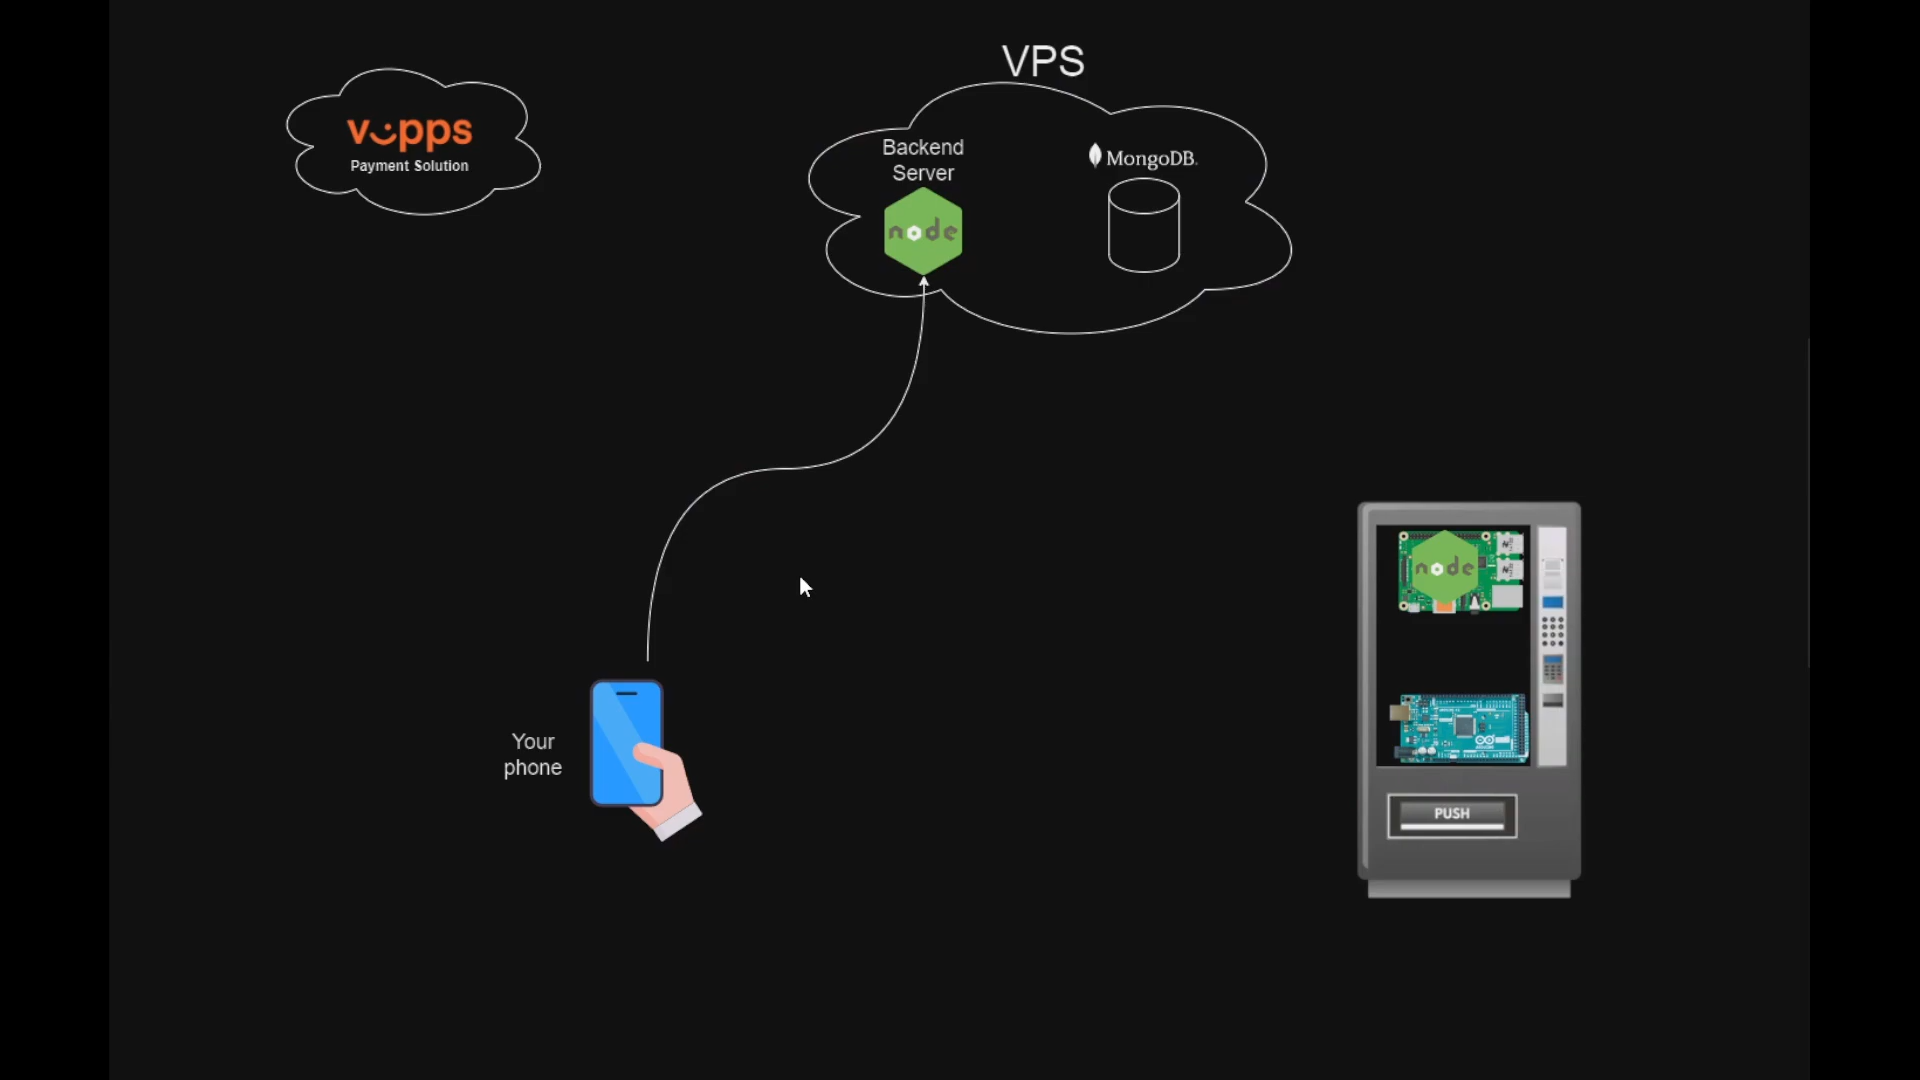 VPS
vipps
Payment Solution
Backend
Server
node
MongoDB.
node
Your
phone
PUSH